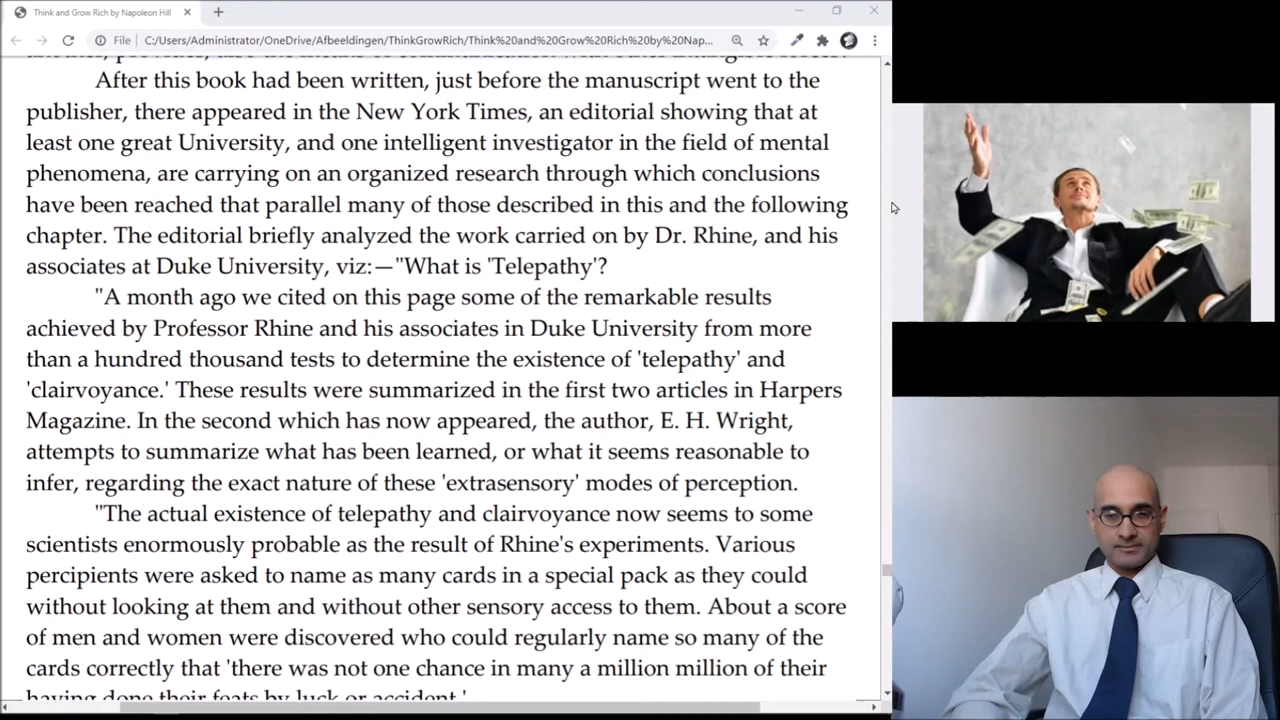 Think and Grow Rich by Napoleon Hill
File C:/Users/Administrator/OneDrive/Afbeeldingen/ThinkGrowRich/Think%20and%20Grow%20Rich%20by%20Nap...
After this book had been written, just before the manuscript went to the
publisher, there appeared in the New York Times, an editorial showing that at
least one great University, and one intelligent investigator in the field of mental
phenomena, are carrying on an organized research through which conclusions
have been reached that parallel many of those described in this and the following
chapter. The editorial briefly analyzed the work carried on by Dr. Rhine, and his
associates at Duke University, viz:—"What is 'Telepathy'?
"A month ago we cited on this page some of the remarkable results
achieved by Professor Rhine and his associates in Duke University from more
than a hundred thousand tests to determine the existence of 'telepathy' and
'clairvoyance.' These results were summarized in the first two articles in Harpers
Magazine. In the second which has now appeared, the author, E. H. Wright,
attempts to summarize what has been learned, or what it seems reasonable to
infer, regarding the exact nature of these 'extrasensory' modes of perception.
"The actual existence of telepathy and clairvoyance now seems to some
scientists enormously probable as the result of Rhine's experiments. Various
percipients were asked to name as many cards in a special pack as they could
without looking at them and without other sensory access to them. About a score
of men and women were discovered who could regularly name so many of the
cards correctly that 'there was not one chance in many a million million of their
having done their feats by luck or accident.'